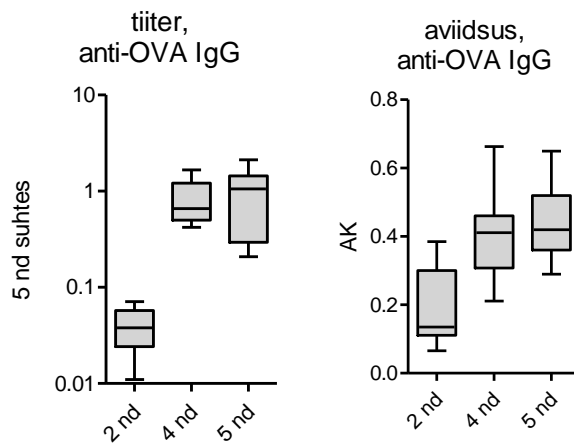 tiiter,
anti-OVA IgG
5 nd suhtes
10
1
0.1
0.01
2 nd
4 nd
5 nd
aviidsus,
anti-OVA IgG
AK
0.8
0.6
0.4
0.2
0.0
2 nd
4 nd
5 nd